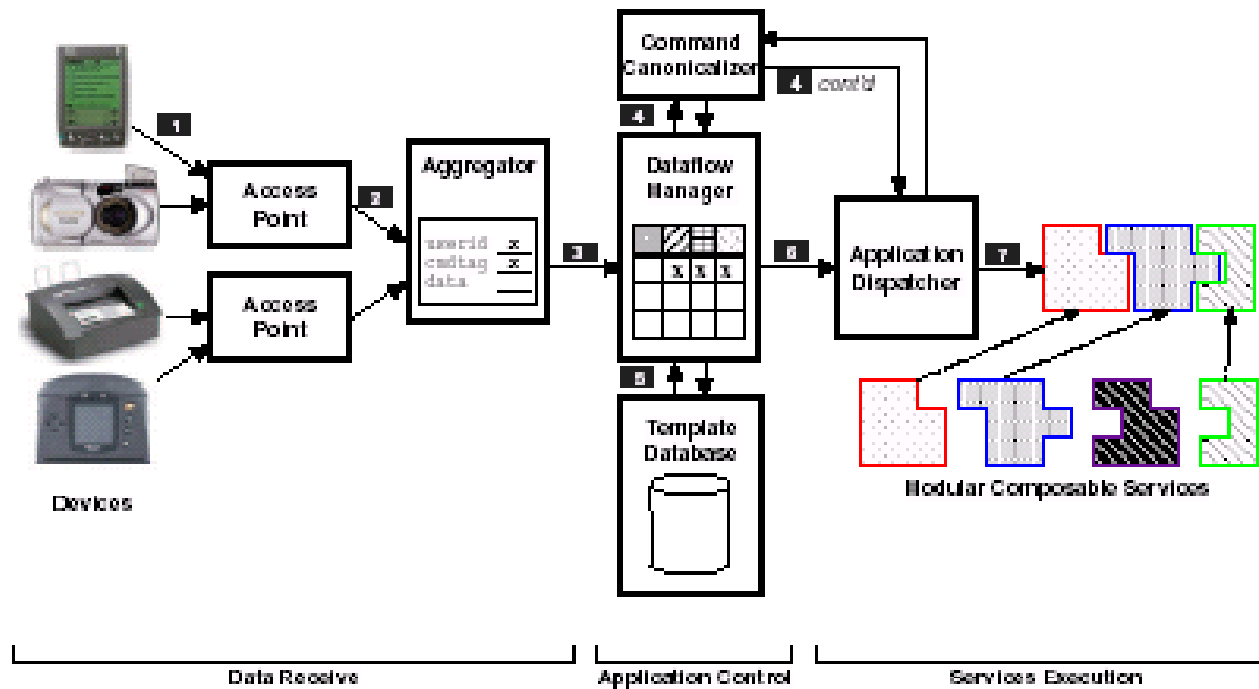 Command
Canonicalizer
4 cont'd
1
4
Aggregator
Dataflow
Manager
Access
Point
2
userid x
cmdtag x
data
3
x x x
6
Application
Dispatcher
7
Access
Point
5
Template
Database
Devices
Modular Composable Services
Data Receive
Application Control
Services Execution